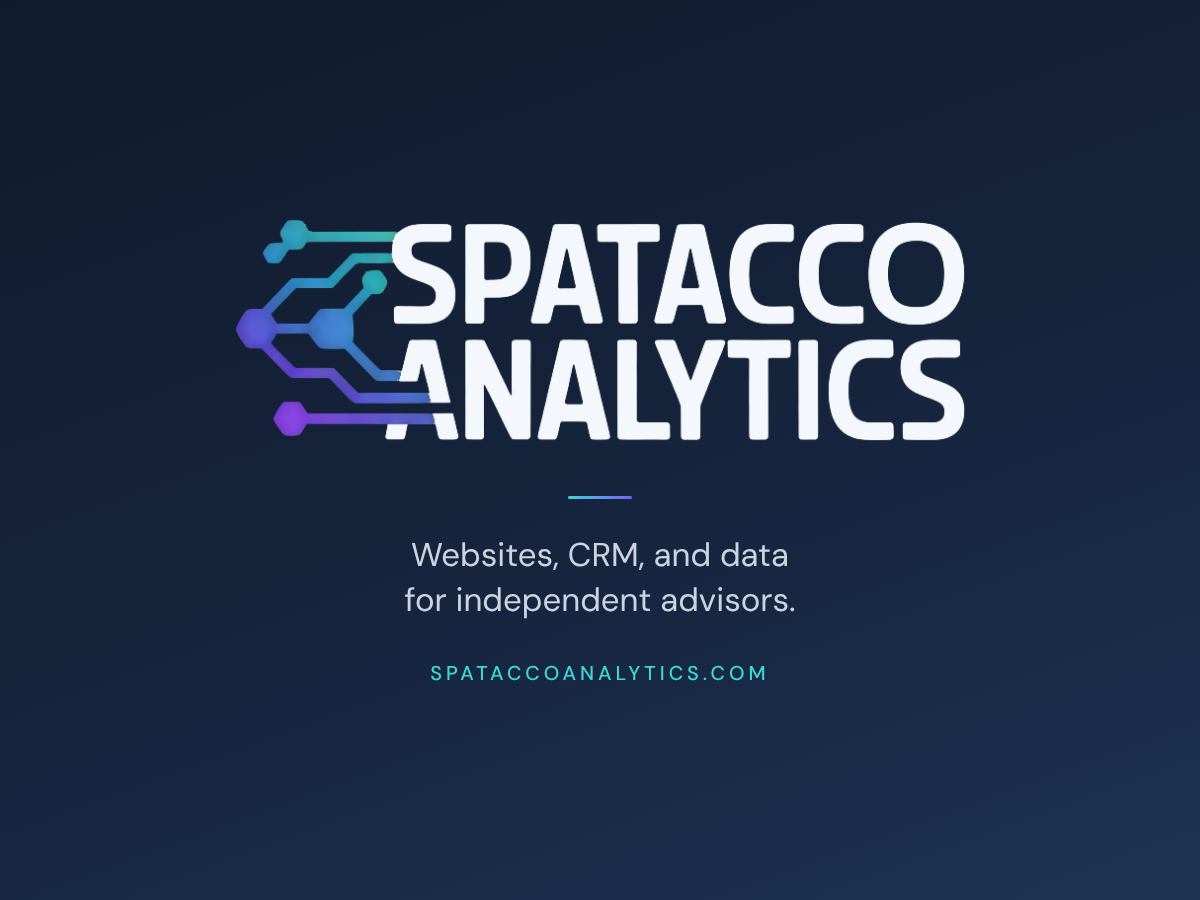 SPATACCO
ANALYTICS
Websites, CRM, and data
for independent advisors.
SPATACCOANALYTICS.COM